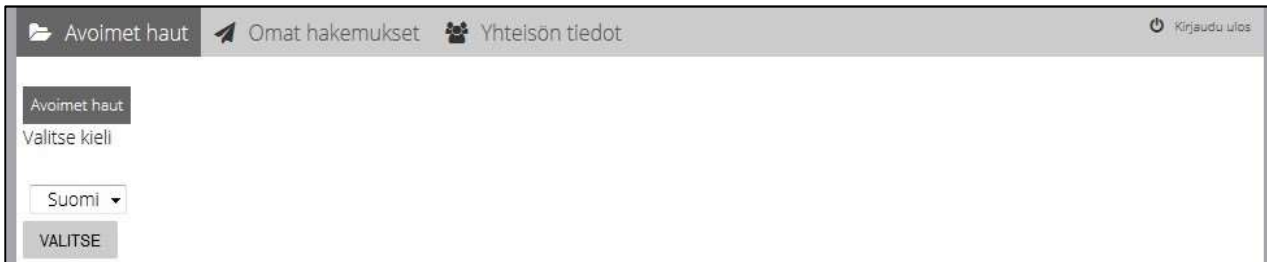 Avoimet haut Omat hakemukset Yhteisön tiedot Kirjaudu ulos
Avoimet haut
Valitse kieli
Suomi
VALITSE